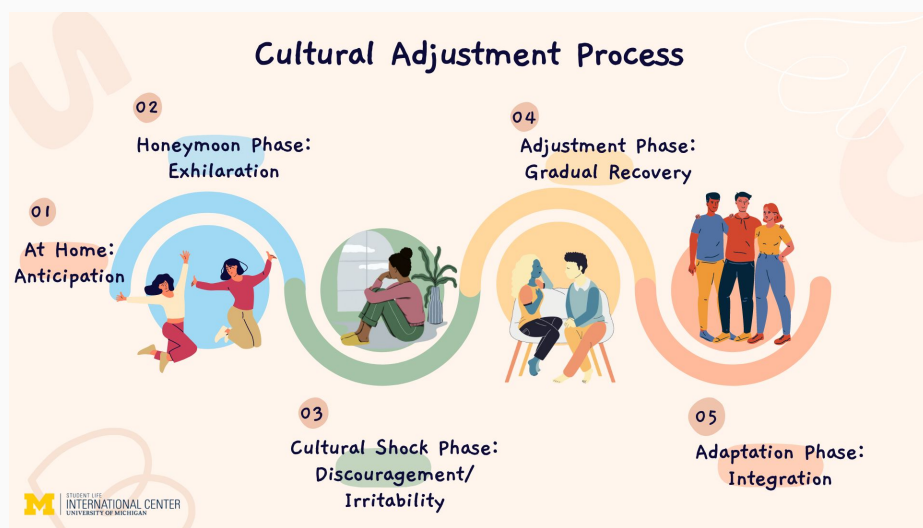 Cultural Adjustment Process
01
At Home:
Anticipation
02
Honeymoon Phase:
Exhilaration
03
Cultural Shock Phase:
Discouragement/
Irritability
04
Adjustment Phase:
Gradual Recovery
05
Adaptation Phase:
Integration
M
STUDENT LIFE
INTERNATIONAL CENTER
UNIVERSITY OF MICHIGAN